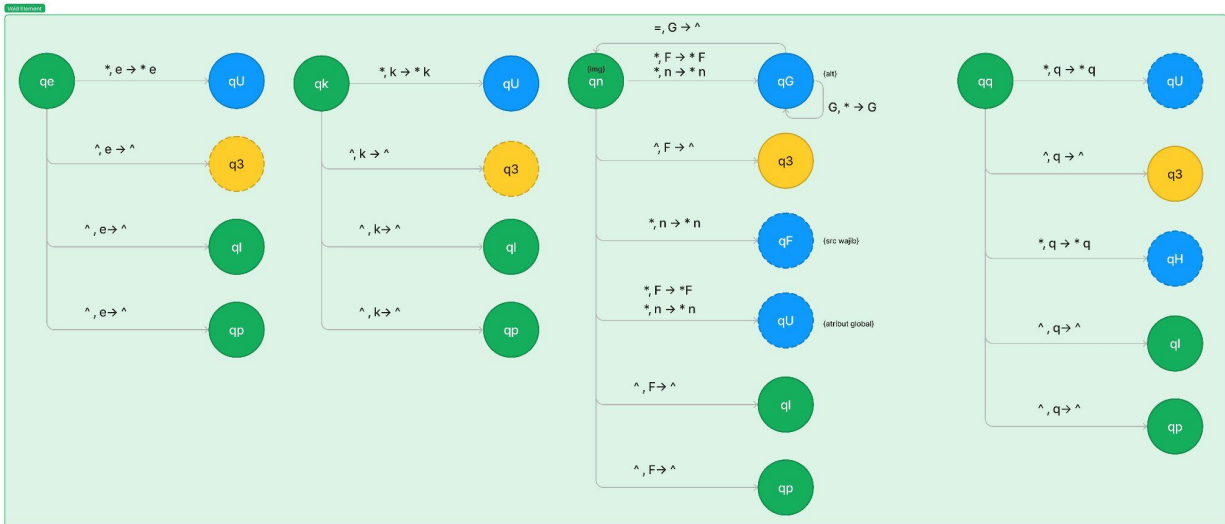 Void Element
qe
*, e → * e
qU
^, e → ^
q3
^ , e→ ^
ql
^ , e→ ^
qp
qk
*, k → * k
qU
^, k → ^
q3
^ , k→ ^
ql
^ , k→ ^
qp
=, G → ^
{img}
qn
*, F → * F
*, n → * n
qG
{alt}
G, * → G
^, F → ^
q3
*, n → * n
qF
{src wajib}
*, F → *F
*, n → * n
qU
{atribut global}
^ , F→ ^
ql
^ , F→ ^
qp
qq
*, q → * q
qU
^, q → ^
q3
*, q → * q
qH
^ , q→ ^
ql
^ , q→ ^
qp